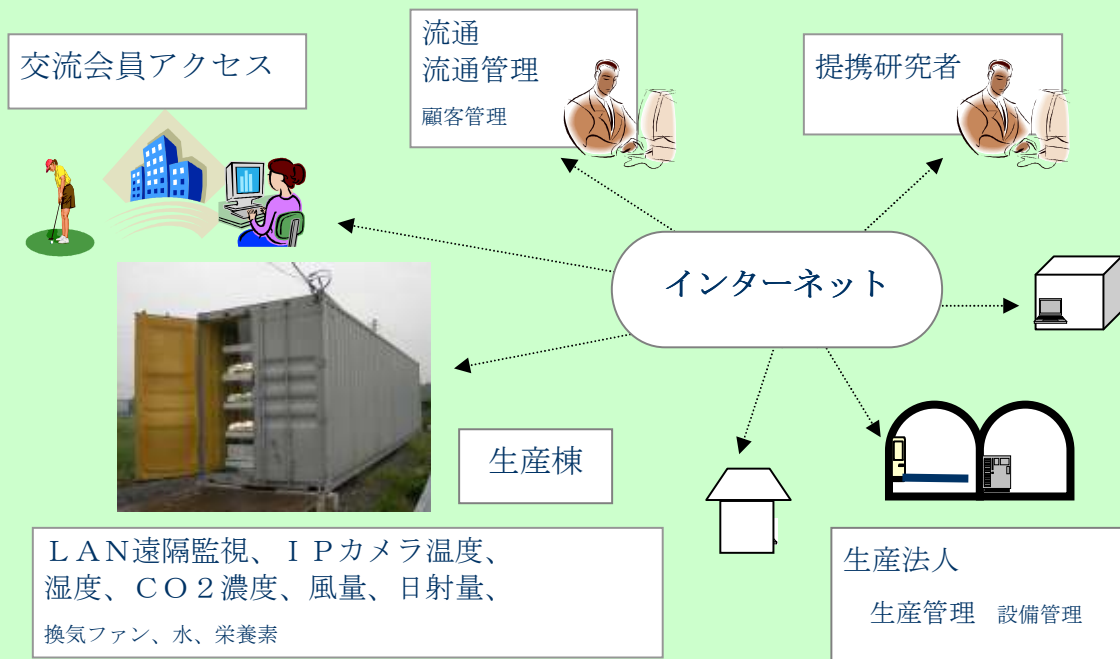 交流会員アクセス
流通
流通管理
顧客管理
提携研究者
インターネット
生産棟
ＬＡＮ遠隔監視、ＩＰカメラ温度、
湿度、ＣＯ２濃度、風量、日射量、
換気ファン、水、栄養素
生産法人
生産管理　設備管理